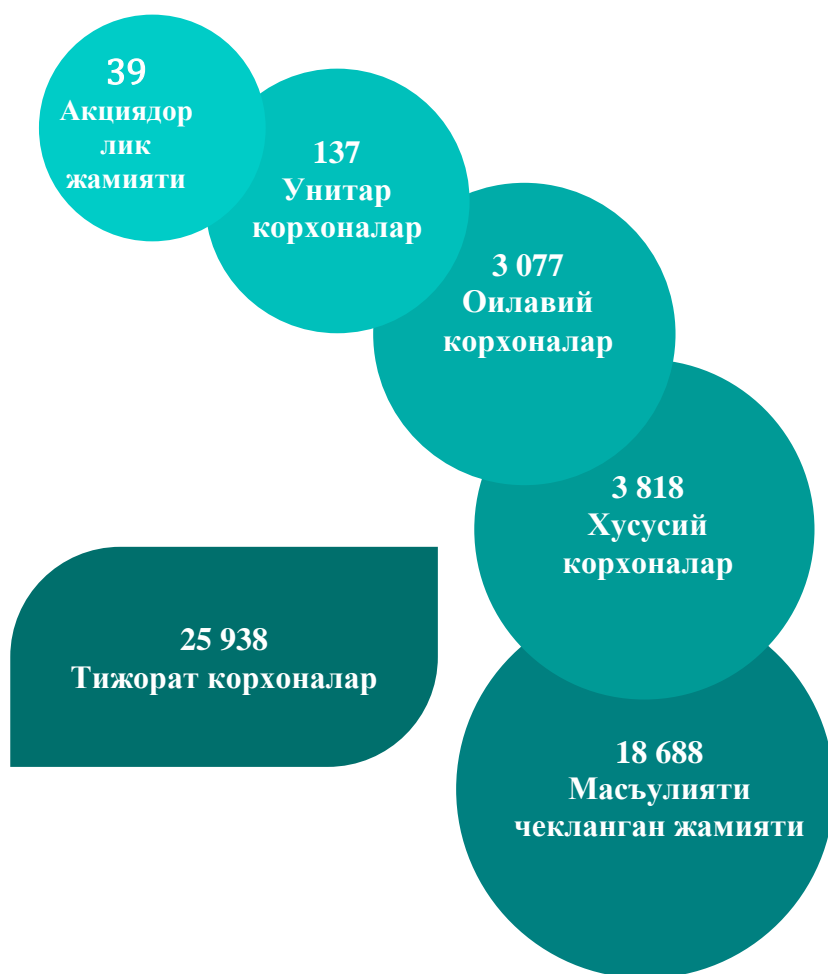 39
Акциядор
лик
жамияти
137
Унитар
корхоналар
3 077
Оилавий
корхоналар
3 818
Хусусий
корхоналар
25 938
Тижорат корхоналар
18 688
Масъулияти
чекланган жамияти